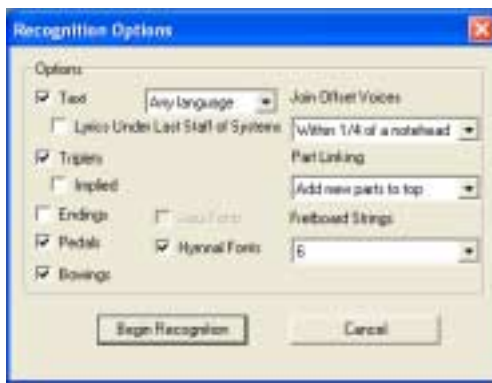 Recognition Options
Options
Text
Any language
Join Offset Voices
Lyrics Under Last Staff of Systems
Within 1/4 of a notehead
Triplets
Part Linking
Implied
Add new parts to top
Endings
Fretboard Strings
Pedals
Hymnal Fonts
6
Bowings
Begin Recognition
Cancel